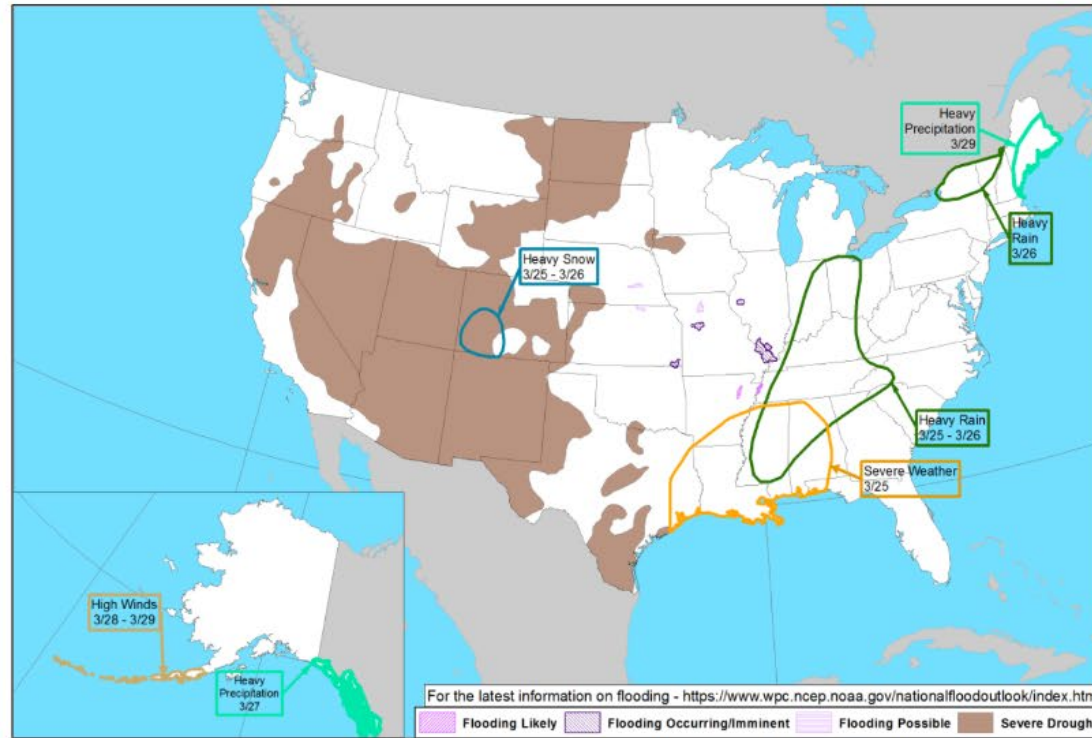 Heavy
Precipitation
3/29
Heavy
Rain
3/26
Heavy Snow
3/25 - 3/26
Heavy Rain
3/25 - 3/26
Severe Weather
3/25
High Winds
3/28 - 3/29
Heavy
Precipitation
3/27
For the latest information on flooding - https://www.wpc.ncep.noaa.gov/nationalfloodoutlook/index.htm
Flooding Likely
Flooding Occurring/Imminent
Flooding Possible
Severe Drough